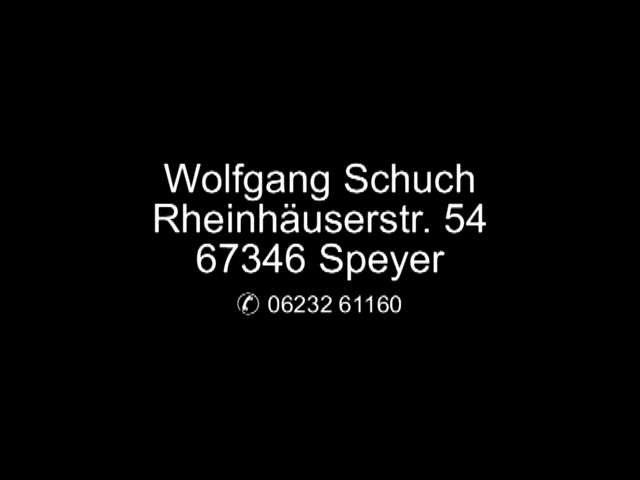 Wolfgang Schuch
Rheinhäuserstr. 54
67346 Speyer
✆ 06232 61160